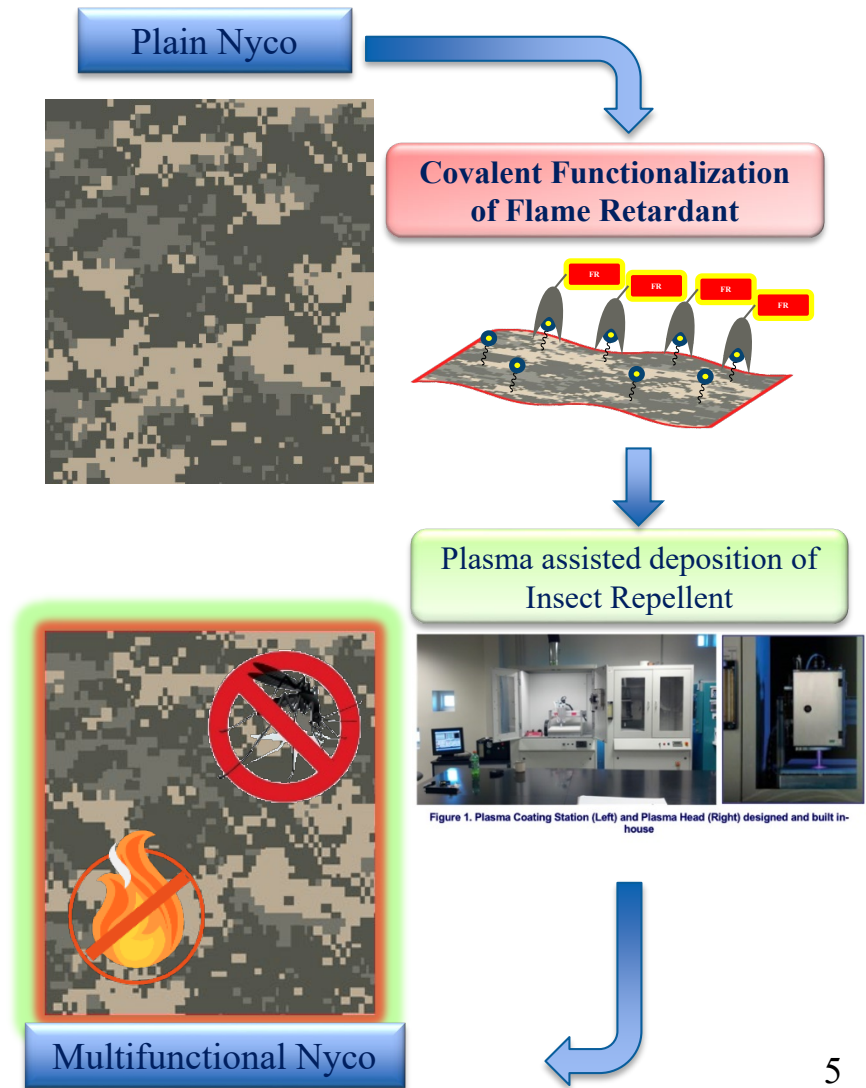 Plain Nyco
Covalent Functionalization
of Flame Retardant
FR
FR
FR
FR
Plasma assisted deposition of
Insect Repellent
Figure 1. Plasma Coating Station (Left) and Plasma Head (Right) designed and built in-
house
Multifunctional Nyco
5